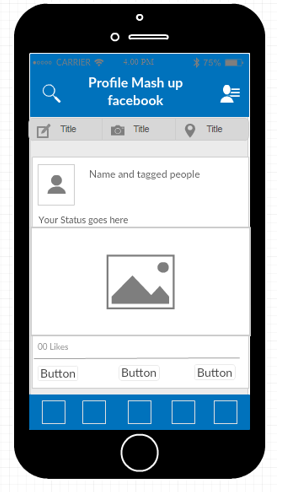 CARRIER 4:00 PM 75%
Profile Mash up
facebook
Title Title Title
Name and tagged people
Your Status goes here
00 Likes
Button Button Button